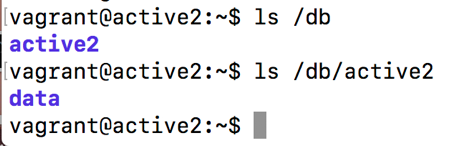 [vagrant@active2:~$ ls /db
active2
[vagrant@active2:~$ ls /db/active2
data
vagrant@active2:~$